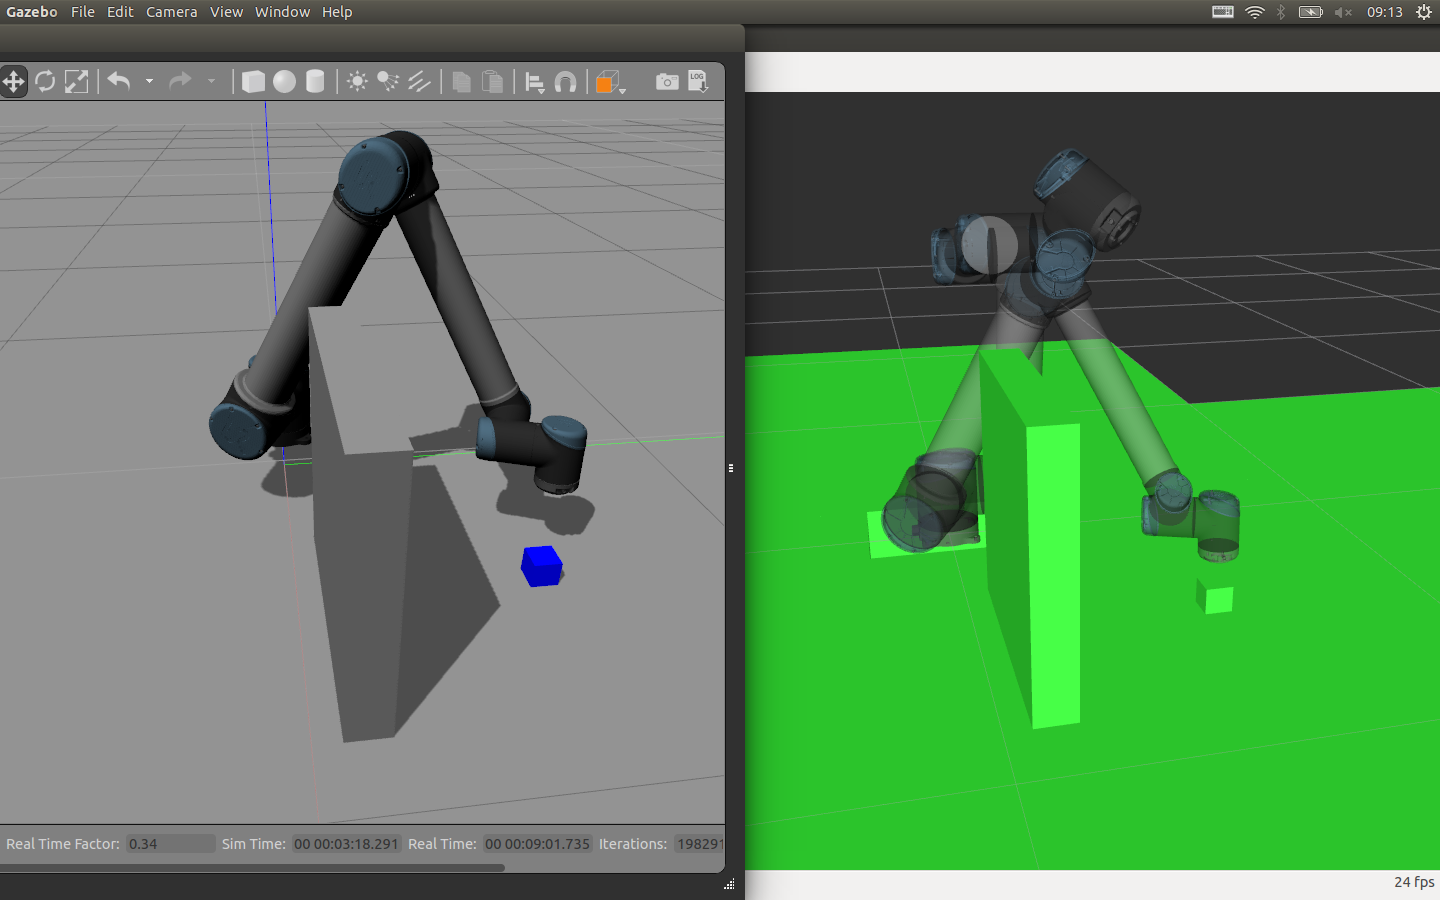 Gazebo File Edit Camera View Window Help 09:13
LOG
Real Time Factor: 0.34 Sim Time: 00 00:03:18.291 Real Time: 00 00:09:01.735 Iterations: 198291
24 fps